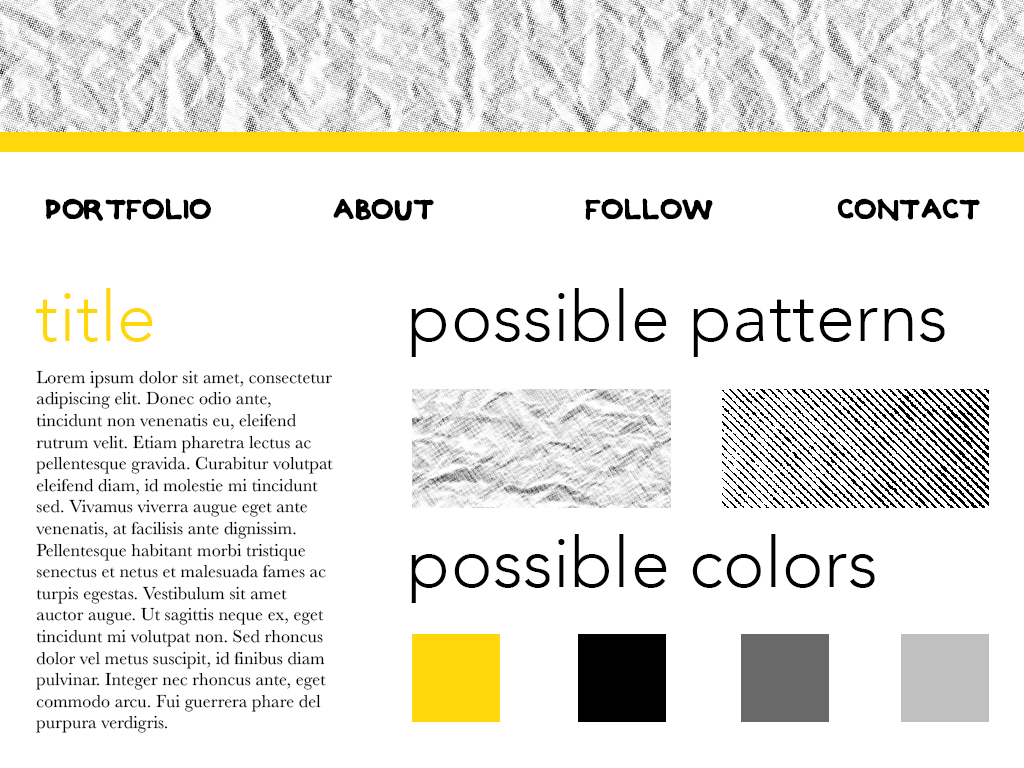 PORTFOLIO ABOUT FOLLOW CONTACT
title
Lorem ipsum dolor sit amet, consectetur
adipiscing elit. Donec odio ante,
tincidunt non venenatis eu, eleifend
rutrum velit. Etiam pharetra lectus ac
pellentesque gravida. Curabitur volutpat
eleifend diam, id molestie mi tincidunt
sed. Vivamus viverra augue eget ante
venenatis, at facilisis ante dignissim.
Pellentesque habitant morbi tristique
senectus et netus et malesuada fames ac
turpis egestas. Vestibulum sit amet
auctor augue. Ut sagittis neque ex, eget
tincidunt mi volutpat non. Sed rhoncus
dolor vel metus suscipit, id finibus diam
pulvinar. Integer nec rhoncus ante, eget
commodo arcu. Fui guerrera phare del
purpura verdigris.
possible patterns
possible colors